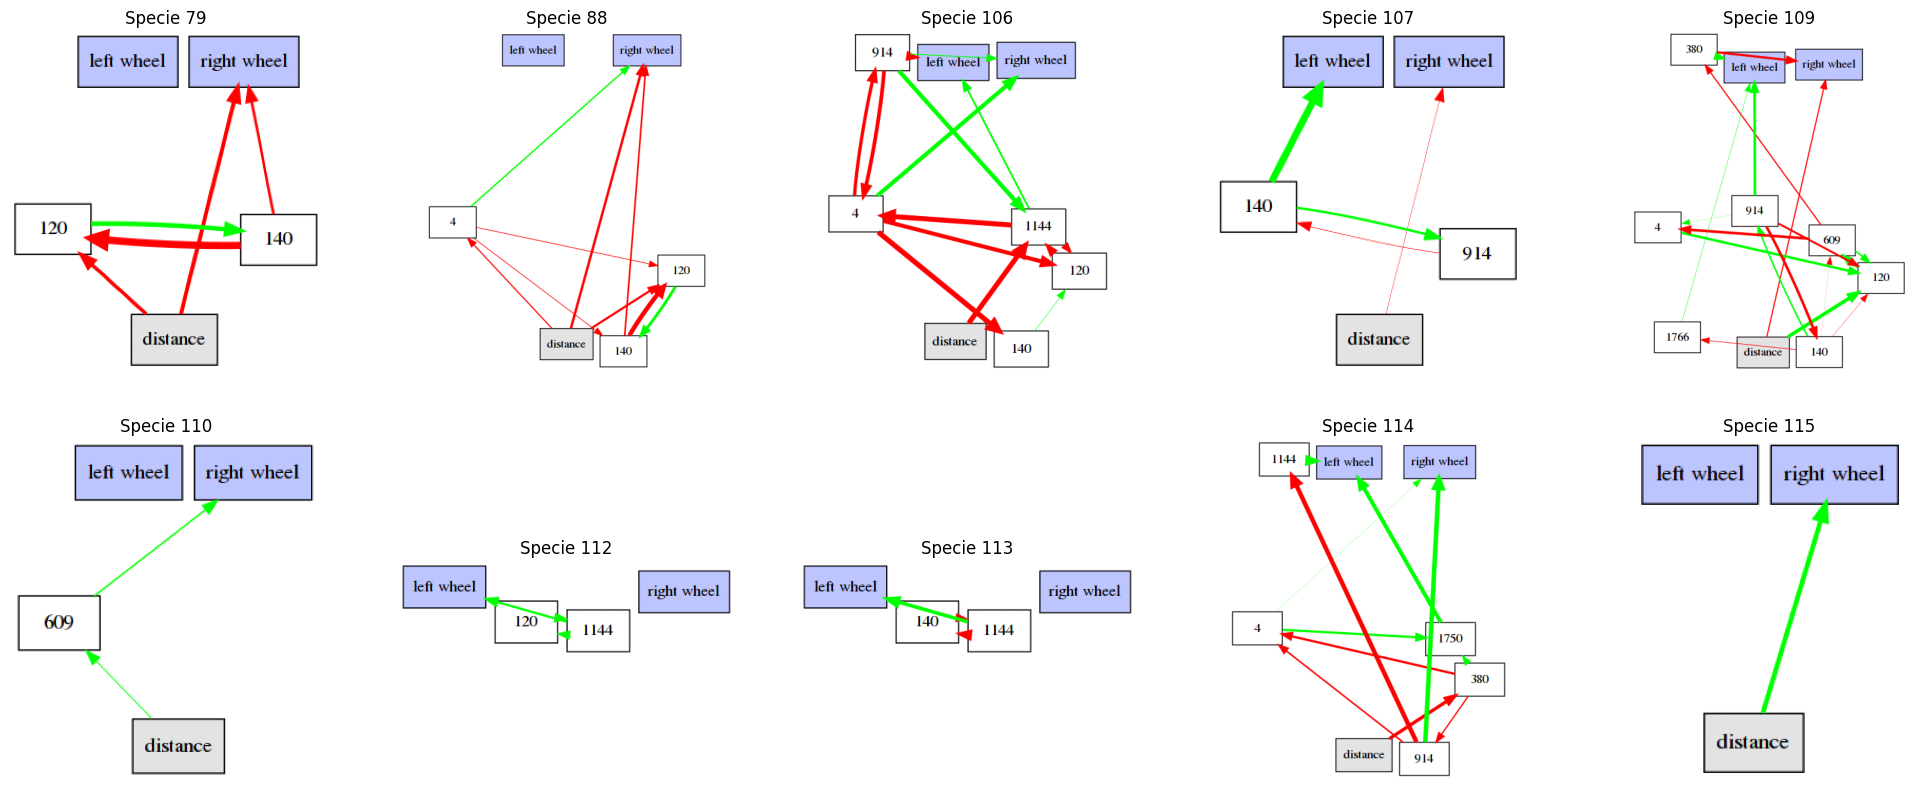 Specie 79
left wheel
right wheel
120
140
distance
Specie 88
left wheel
right wheel
4
120
distance
140
Specie 106
914
left wheel
right wheel
4
1144
120
distance
140
Specie 107
left wheel
right wheel
140
914
distance
Specie 109
380
left wheel
right wheel
914
4
609
120
1766
distance
140
Specie 110
left wheel
right wheel
609
distance
Specie 112
left wheel
right wheel
120
1144
Specie 113
left wheel
right wheel
140
1144
Specie 114
1144
left wheel
right wheel
4
1750
380
distance
914
Specie 115
left wheel
right wheel
distance